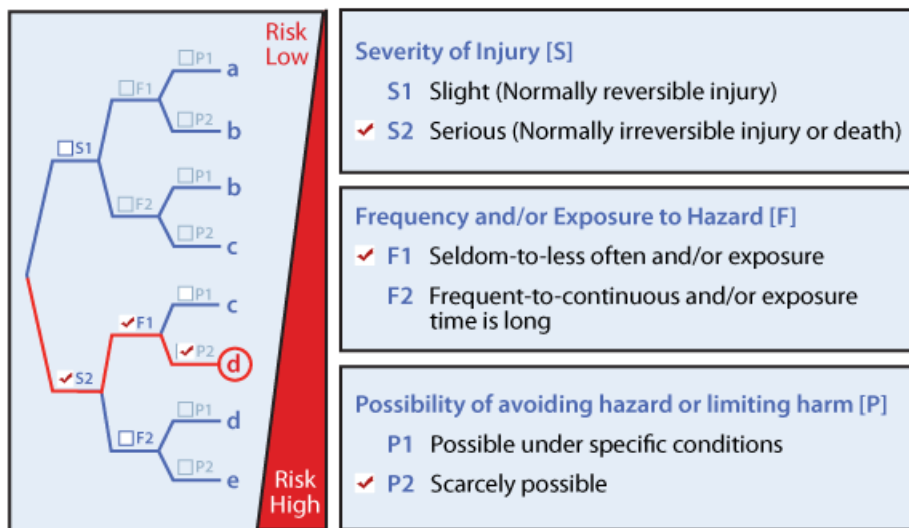 Risk
Low
P1
a
F1
P2
b
S1
P1
b
F2
P2
c
P1
c
F1
P2
d
S2
P1
d
F2
P2
e
Risk
High
Severity of Injury [S]
S1 Slight (Normally reversible injury)
S2 Serious (Normally irreversible injury or death)
Frequency and/or Exposure to Hazard [F]
F1 Seldom-to-less often and/or exposure
F2 Frequent-to-continuous and/or exposure
time is long
Possibility of avoiding hazard or limiting harm [P]
P1 Possible under specific conditions
P2 Scarcely possible